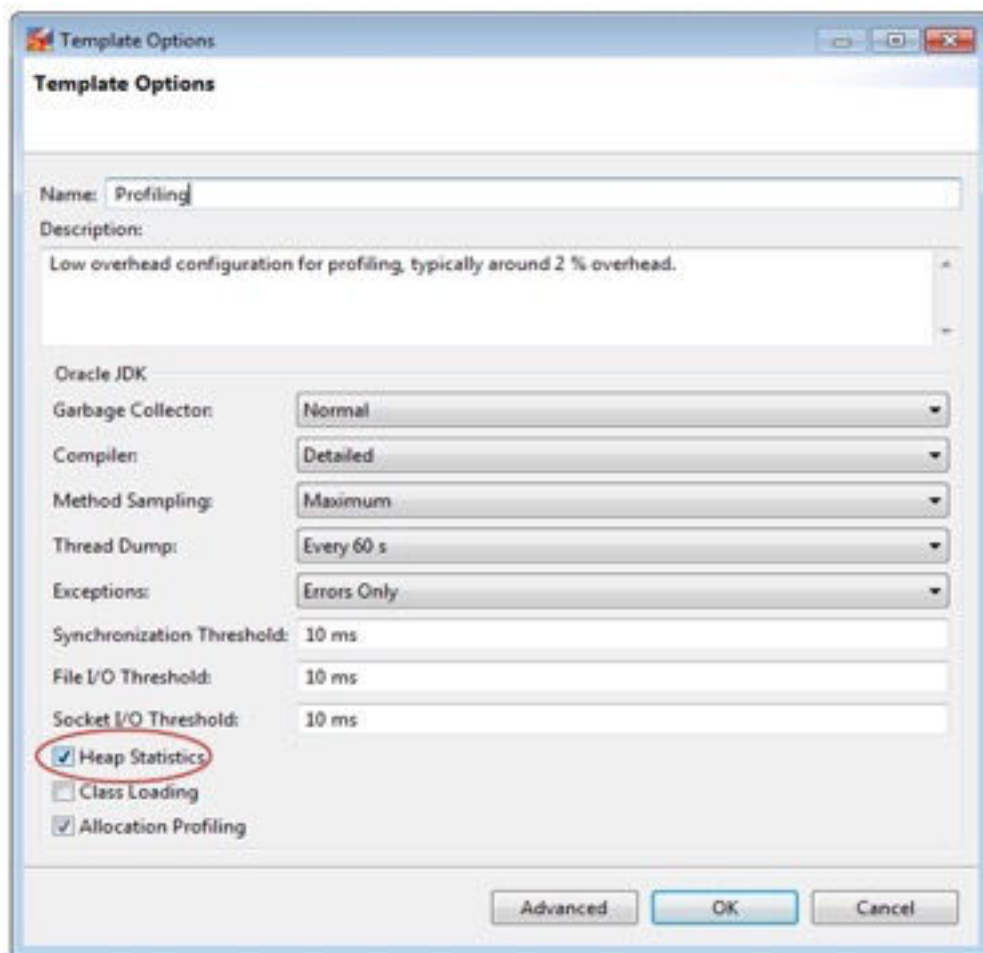 Template Options
Template Options
Name: Profiling
Description:
Low overhead configuration for profiling, typically around 2 % overhead.
Oracle JDK
Garbage Collector: Normal
Compiler: Detailed
Method Sampling: Maximum
Thread Dump: Every 60 s
Exceptions: Errors Only
Synchronization Threshold: 10 ms
File I/O Threshold: 10 ms
Socket I/O Threshold: 10 ms
Heap Statistics
Class Loading
Allocation Profiling
Advanced OK Cancel